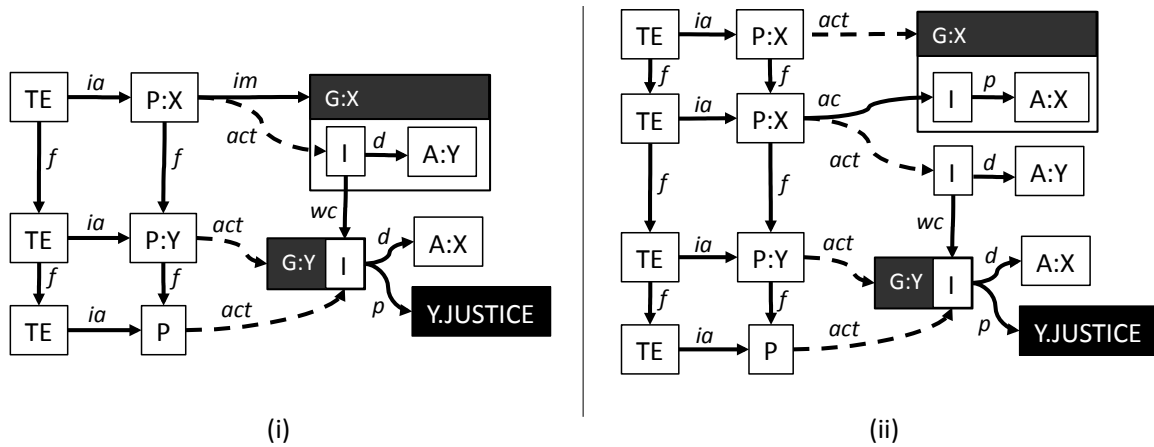 TE ia P:X im G:X
act
I d A:Y
f f
wc
TE ia P:Y act G:Y I d A:X
f f
p Y.JUSTICE
TE ia P act
(i)
TE ia P:X act G:X
f f
TE ia P:X ac I p A:X
act
I d A:Y
f f
wc
TE ia P:Y act G:Y I d A:X
f f
p Y.JUSTICE
TE ia P act
(ii)